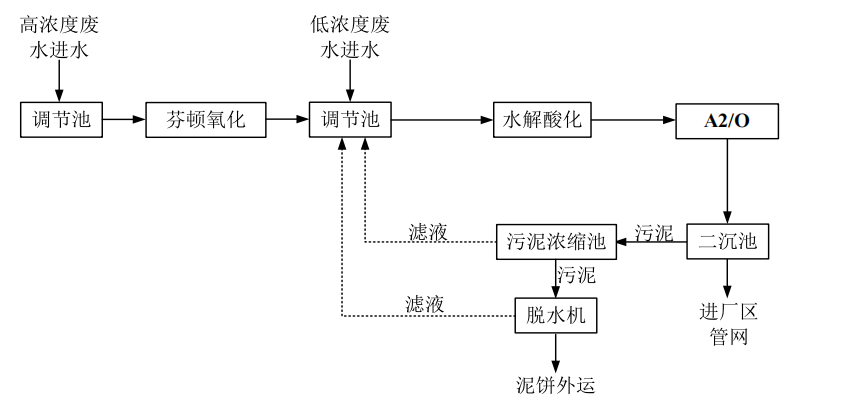 高浓度废
水进水
低浓度废
水进水
调节池
芬顿氧化
调节池
水解酸化
A2/O
滤液
污泥浓缩池
污泥
二沉池
污泥
滤液
脱水机
进厂区
管网
泥饼外运